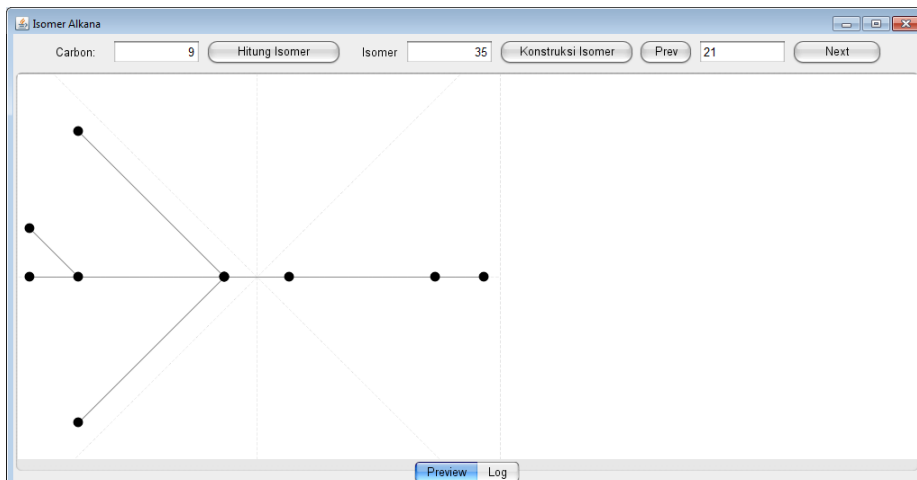 Isomer Alkana
Carbon: 9 Hitung Isomer Isomer 35 Konstruksi Isomer Prev 21 Next
Preview Log